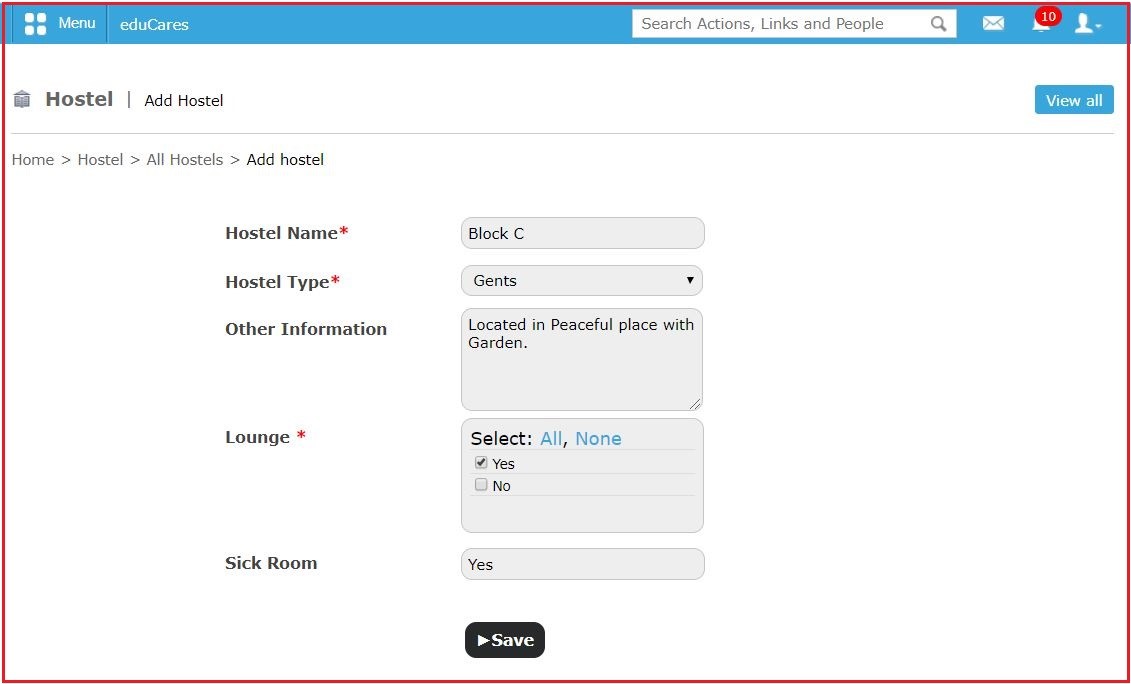 Menu educCares Search Actions, Links and People 10
Hostel | Add Hostel View all
Home > Hostel > All Hostels > Add hostel
Hostel Name* Block C
Hostel Type* Gents
Other Information Located in Peaceful place with
Garden.
Lounge * Select: All, None
Yes
No
Sick Room Yes
Save